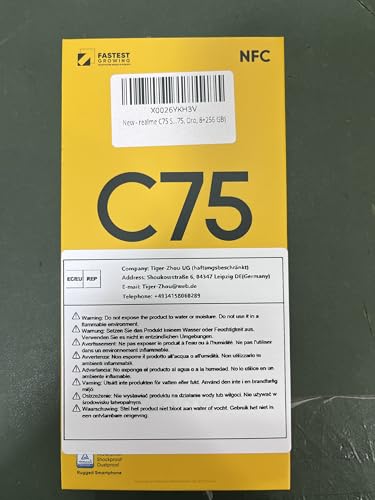 FASTEST
GROWING
NFC
X0026YKH3V
New - realme C75 S...75, Oro, 8+256 GB)
C75
EC RU REP
Company: Tiger-Zhou UG (haftungsbeschränkt)
Address: Shoukostraße 6, 04347 Leipzig DE(Germany)
E-mail: Tiger-Zhou@web.de
Telephone: +4934158060289
Warning: Do not expose the product to water or moisture. Do not use it in a
flammable environment.
Warnung: Setzen Sie das Produkt keinem Wasser oder Feuchtigkeit aus.
Verwenden Sie es nicht in entzündlichen Umgebungen.
Avertissement: Ne pas exposer le produit à l'eau ou à l'humidité. Ne pas l'utiliser
dans un environnement inflammable.
Avvertenza: Non esporre il prodotto all'acqua o all'umidità. Non utilizzarlo in
ambienti infiammabili.
Advertencia: No exponga el producto al agua o a la humedad. No lo utilice en un
ambiente inflamable.
Varning: Utsätt inte produkten för vatten eller fukt. Använd den inte i en brandfarlig
miljö
Ostrzeżenie: Nie wystawiać produktu na działanie wody lub wilgoci. Nie używać w
środowisku łatwopalnych.
Waarschuwing: Stel het product niet bloot aan water of vocht. Gebruik het niet in
een ontvlambare omgeving.
Shockproof
Dustproof
Rugged Smartphone